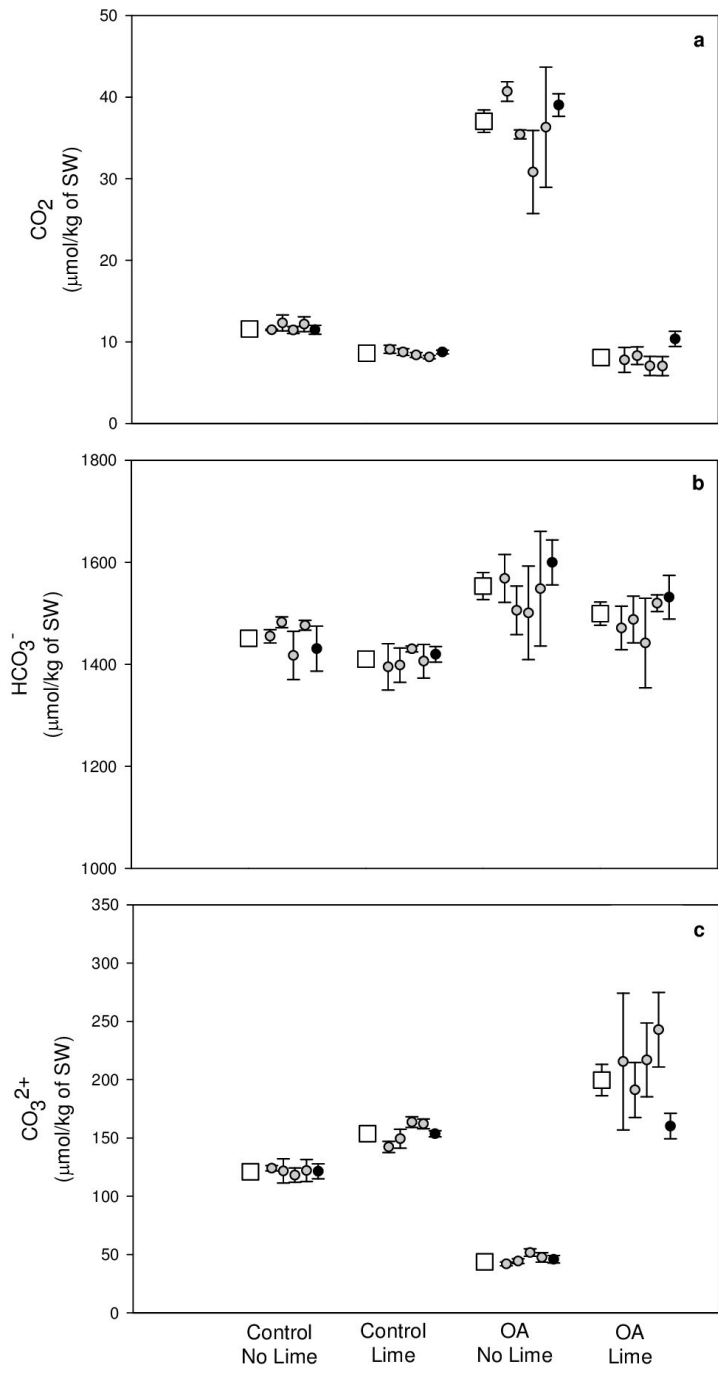 a
50
40
30
20
10
0
CO₂
(μmol/kg of SW)
b
1800
1600
1400
1200
1000
HCO₃⁻
(μmol/kg of SW)
c
350
300
250
200
150
100
50
0
CO₃²⁺
(μmol/kg of SW)
Control Control OA OA
No Lime Lime No Lime Lime